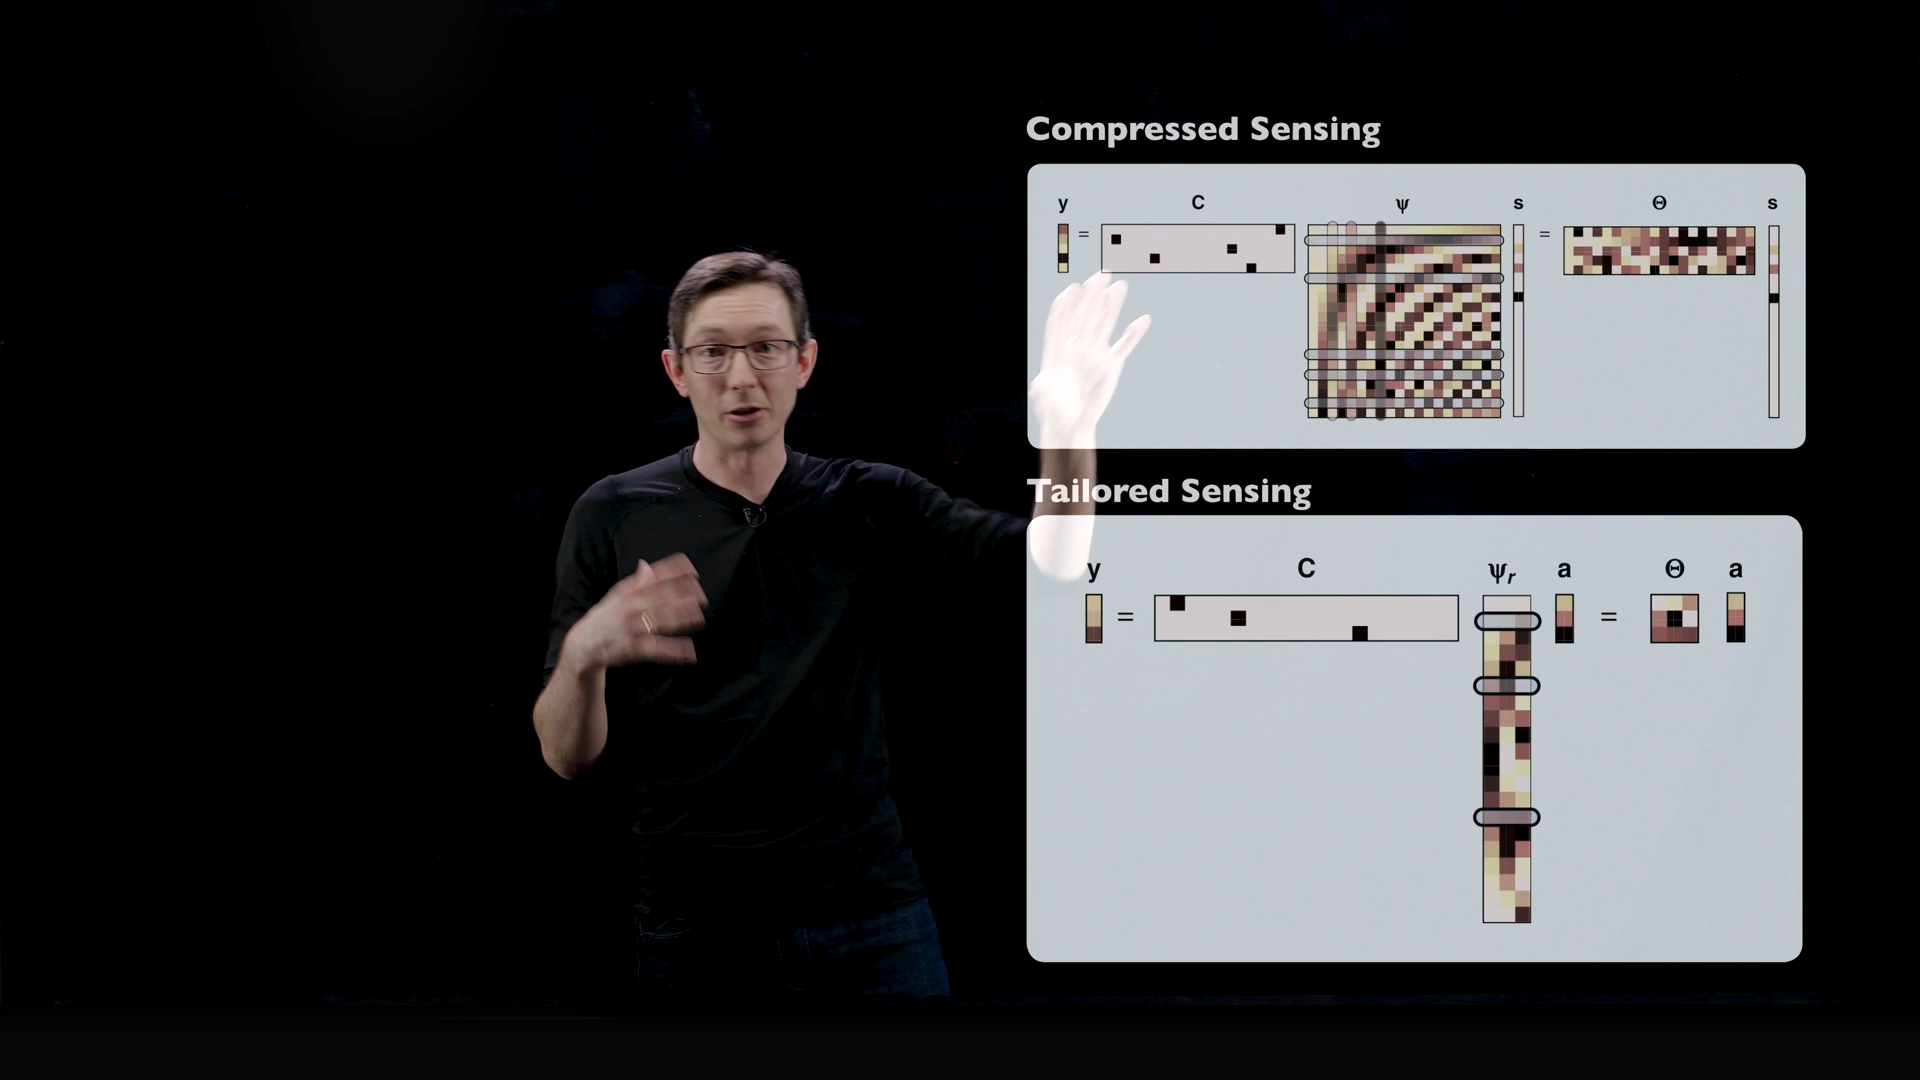 Compressed Sensing
y C ψ s Θ s
= =
Tailored Sensing
y C ψr a Θ a
= =